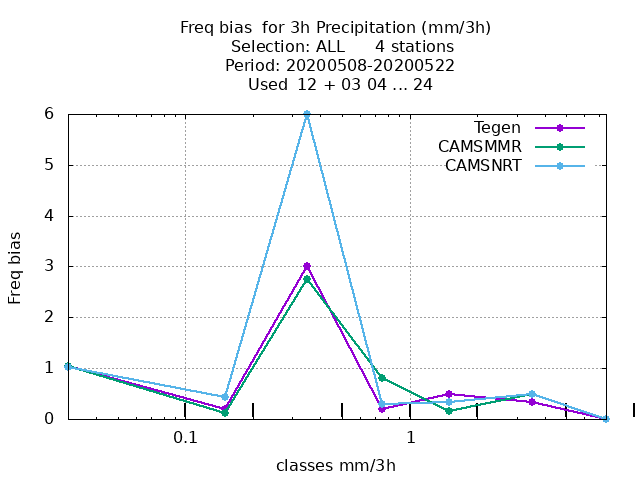 Freq bias  for 3h Precipitation (mm/3h)
Selection: ALL      4 stations
Period: 20200508-20200522
Used  12 + 03 04 ... 24
Tegen
CAMSMMR
CAMSNRT
Freq bias
6
5
4
3
2
1
0
0.1 1
classes mm/3h